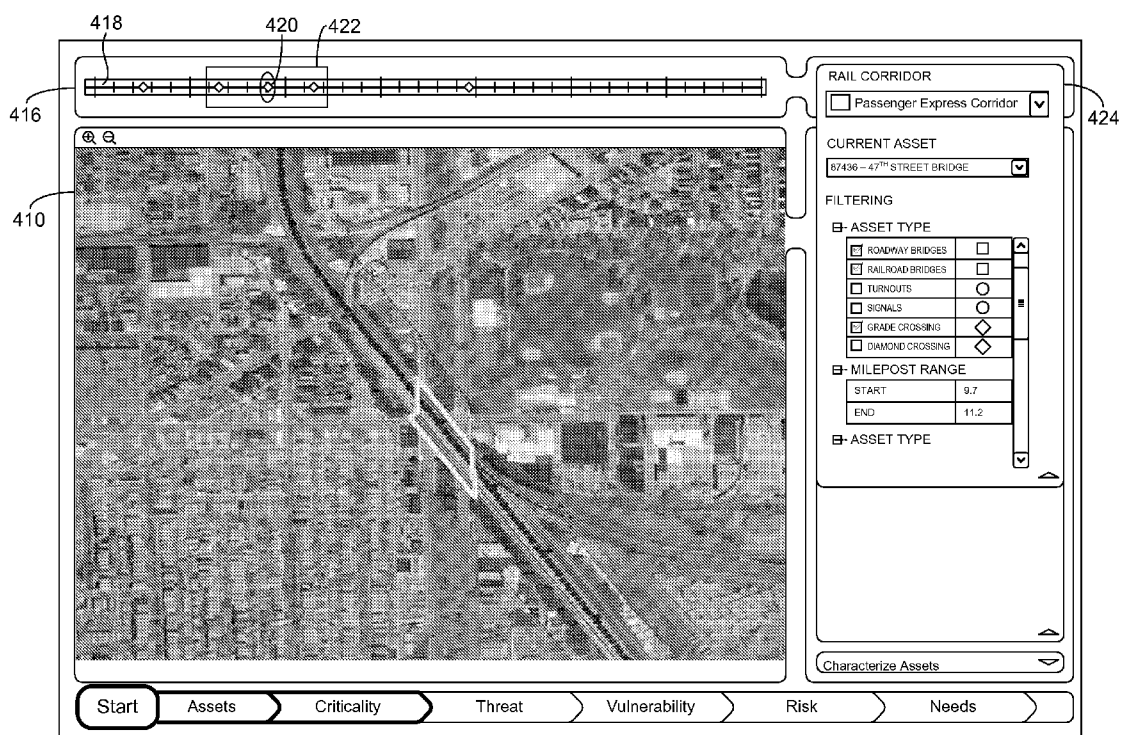 418
420
422
416
424
410
RAIL CORRIDOR
Passenger Express Corridor
CURRENT ASSET
87436 – 47TH STREET BRIDGE
FILTERING
ASSET TYPE
ROADWAY BRIDGES
RAILROAD BRIDGES
TURNOUTS
SIGNALS
GRADE CROSSING
DIAMOND CROSSING
MILEPOST RANGE
START 9.7
END 11.2
ASSET TYPE
Characterize Assets
Start Assets Criticality Threat Vulnerability Risk Needs